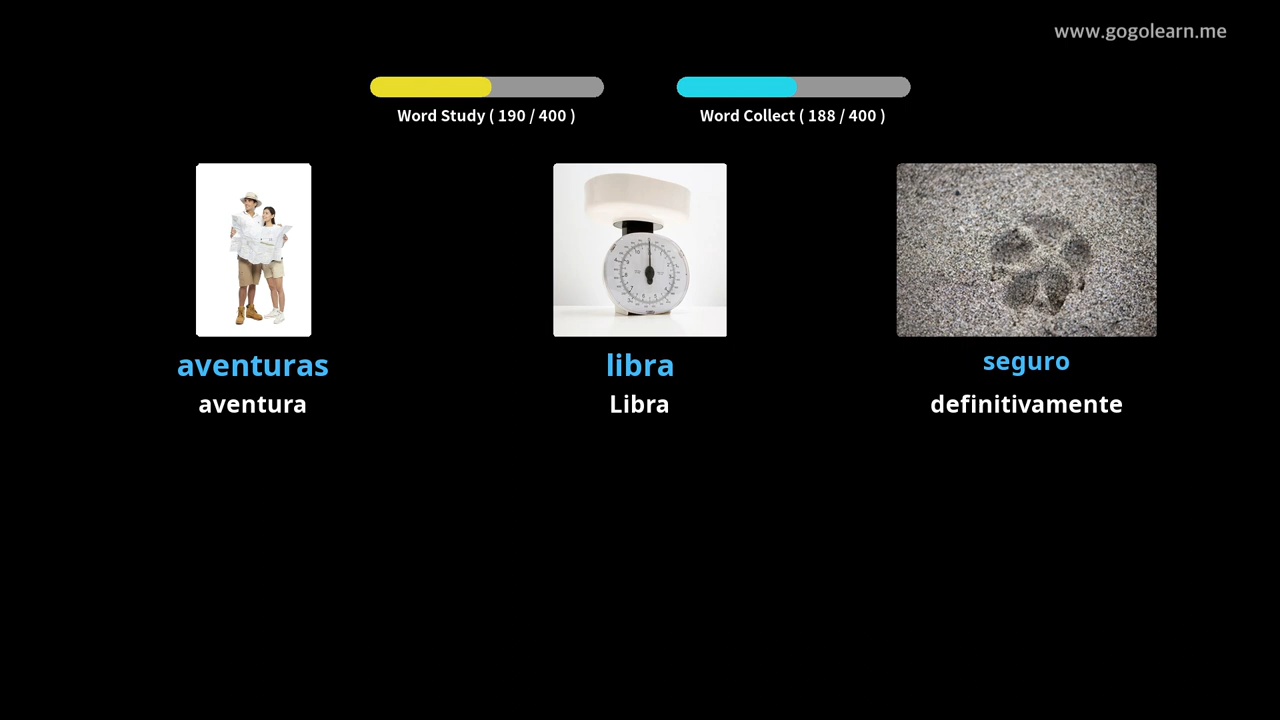 www.gogolearn.me
Word Study ( 190 / 400 )
Word Collect ( 188 / 400 )
aventuras
aventura
libra
Libra
seguro
definitivamente